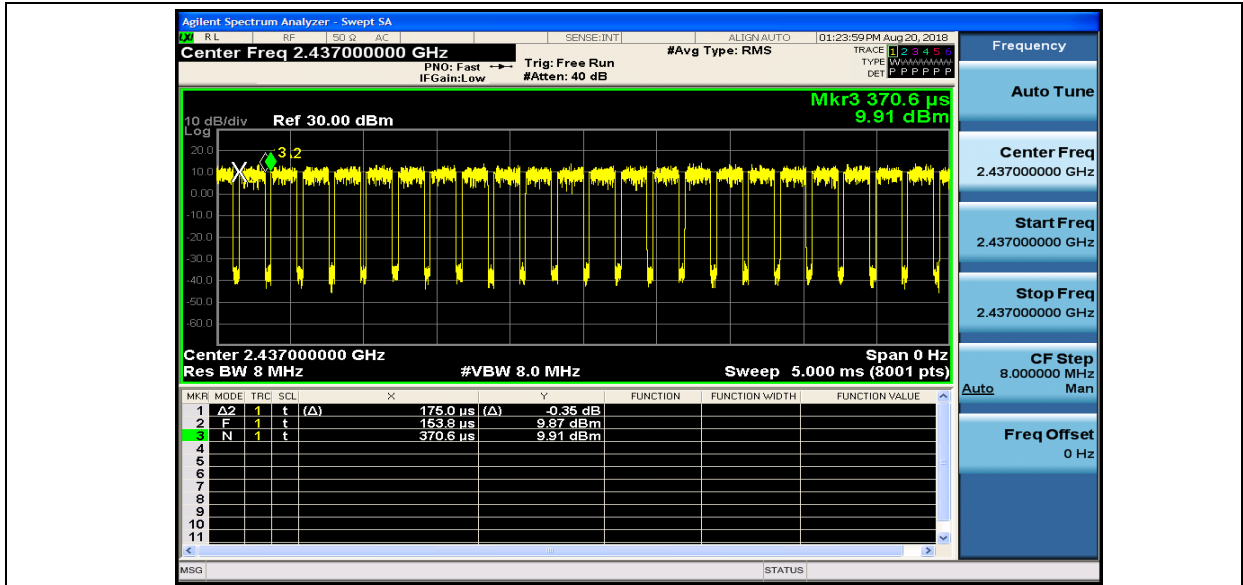 Agilent Spectrum Analyzer - Swept SA
LXI RL RF 50 Ω AC SENSE:INT ALIGN AUTO 01:23:59 PM Aug 20, 2018
Center Freq 2.437000000 GHz
PNO: Fast
IFGain:Low
Trig: Free Run
#Atten: 40 dB
#Avg Type: RMS
TRACE 1 2 3 4 5 6
TYPE WWWWWW
DET P P P P P P
Mkr3 370.6 µs
9.91 dBm
10 dB/div
Log
Ref 30.00 dBm
20.0
10.0
0.00
-10.0
-20.0
-30.0
-40.0
-50.0
-60.0
X
3
2
Center 2.437000000 GHz
Span 0 Hz
Res BW 8 MHz
#VBW 8.0 MHz
Sweep 5.000 ms (8001 pts)
MKR MODE TRC SCL X Y FUNCTION FUNCTION WIDTH FUNCTION VALUE
1 Δ2 1 t (Δ) 175.0 µs (Δ) -0.35 dB
2 F 1 t 153.8 µs 9.87 dBm
3 N 1 t 370.6 µs 9.91 dBm
4
5
6
7
8
9
10
11
MSG
STATUS
Frequency
Auto Tune
Center Freq
2.437000000 GHz
Start Freq
2.437000000 GHz
Stop Freq
2.437000000 GHz
CF Step
8.000000 MHz
Auto Man
Freq Offset
0 Hz